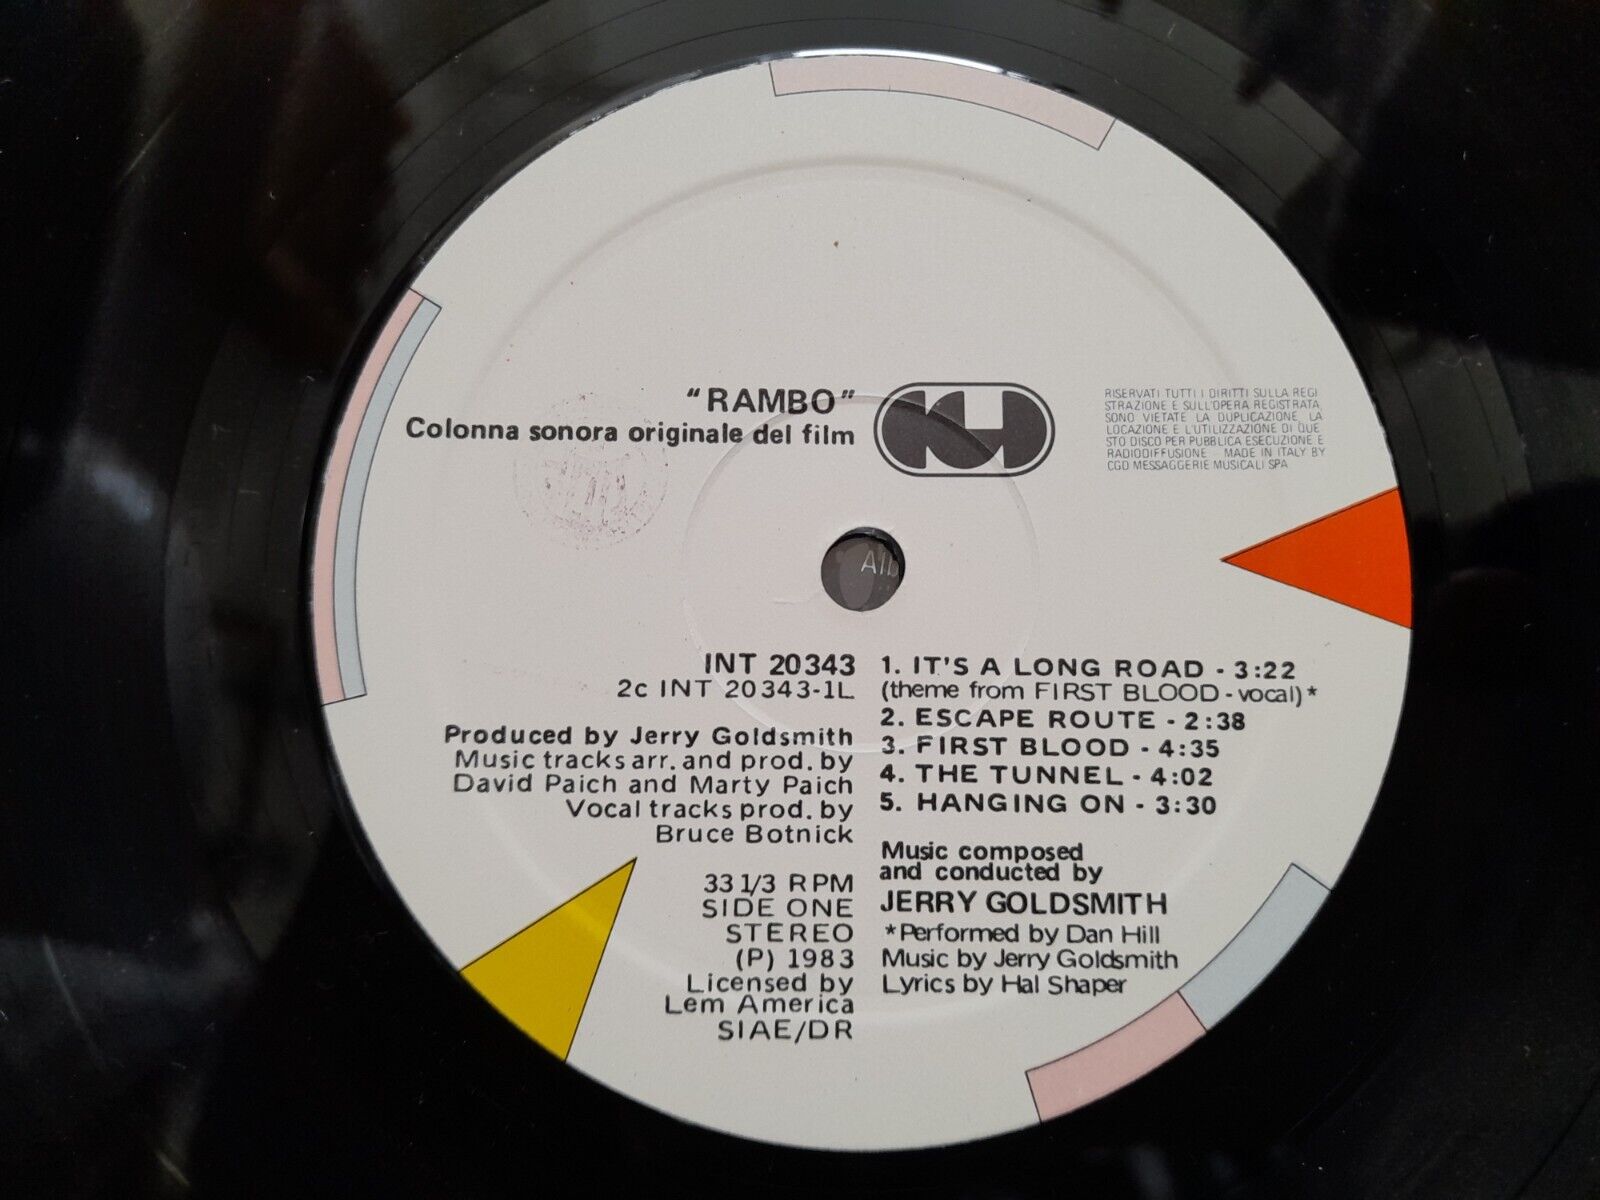 "RAMBO"
Colonna sonora originale del film
RISERVATI TUTTI I DIRITTI SULLA REGI
STRAZIONE E SULL'OPERA REGISTRATA
SONO VIETATE LA DUPLICAZIONE, LA
LOCAZIONE E L'UTILIZZAZIONE DI QUE
STO DISCO PER PUBBLICA ESECUZIONE E
RADIODIFFUSIONE - MADE IN ITALY BY
CGD MESSAGGERIE MUSICALI SPA
Alb
INT 20343
2c INT 20343-1L
Produced by Jerry Goldsmith
Music tracks arr. and prod. by
David Paich and Marty Paich
Vocal tracks prod. by
Bruce Botnick
33 1/3 RPM
SIDE ONE
STEREO
(P) 1983
Licensed by
Lem America
SIAE/DR
1. IT'S A LONG ROAD - 3:22
(theme from FIRST BLOOD - vocal)*
2. ESCAPE ROUTE - 2:38
3. FIRST BLOOD - 4:35
4. THE TUNNEL - 4:02
5. HANGING ON - 3:30
Music composed
and conducted by
JERRY GOLDSMITH
*Performed by Dan Hill
Music by Jerry Goldsmith
Lyrics by Hal Shaper